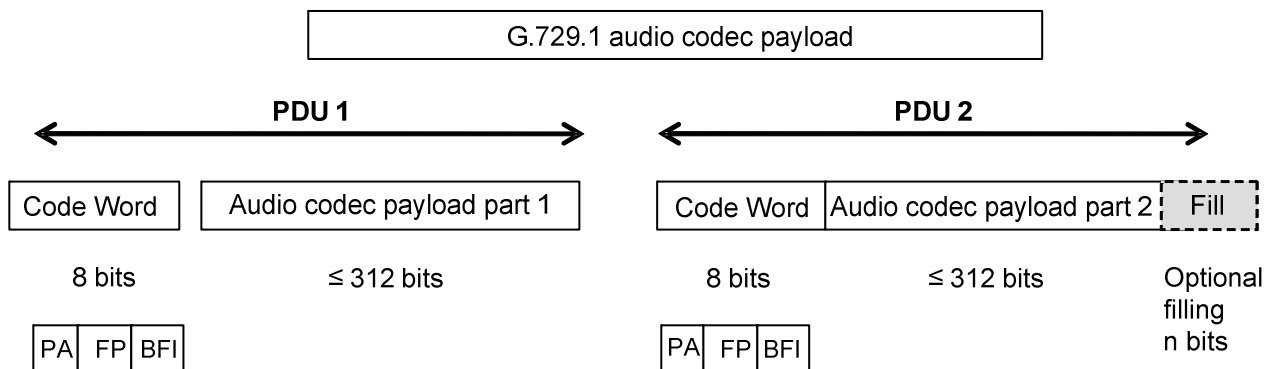 G.729.1 audio codec payload
PDU 1
PDU 2
Code Word
Audio codec payload part 1
Code Word
Audio codec payload part 2
Fill
8 bits
≤ 312 bits
8 bits
≤ 312 bits
Optional
filling
n bits
PA
FP
BFI
PA
FP
BFI